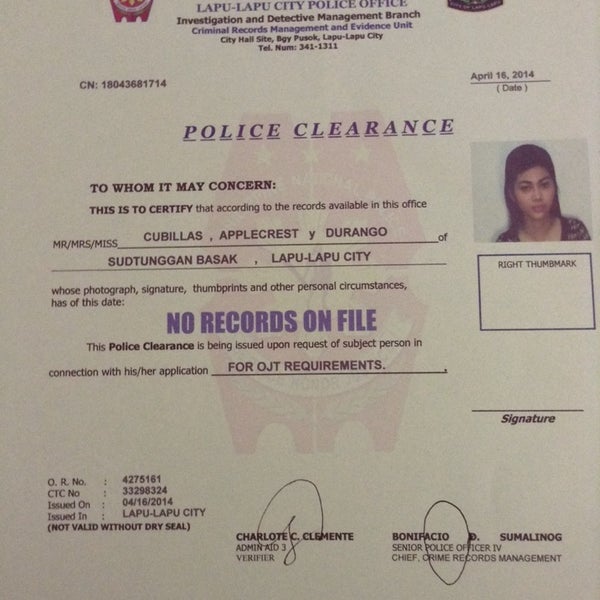 LAPU-LAPU CITY POLICE OFFICE
Investigation and Detective Management Branch
Criminal Records Management and Evidence Unit
City Hall Site, Bgy Pusok, Lapu-Lapu City
Tel. Num: 341-1311
CN: 18043681714
April 16, 2014
( Date )
POLICE CLEARANCE
TO WHOM IT MAY CONCERN:
THIS IS TO CERTIFY that according to the records available in this office
MR/MRS/MISS CUBILLAS , APPLECREST y DURANGO of
SUDTUNGGAN BASAK , LAPU-LAPU CITY
whose photograph, signature, thumbprints and other personal circumstances,
has of this date:
NO RECORDS ON FILE
This Police Clearance is being issued upon request of subject person in
connection with his/her application FOR OJT REQUIREMENTS. .
RIGHT THUMBMARK
Signature
O. R. No. : 4275161
CTC No : 33298324
Issued On : 04/16/2014
Issued In : LAPU-LAPU CITY
(NOT VALID WITHOUT DRY SEAL)
CHARLOTE C. CLEMENTE
ADMIN AID 3
VERIFIER
BONIFACIO D. SUMALINOG
SENIOR POLICE OFFICER IV
CHIEF, CRIME RECORDS MANAGEMENT